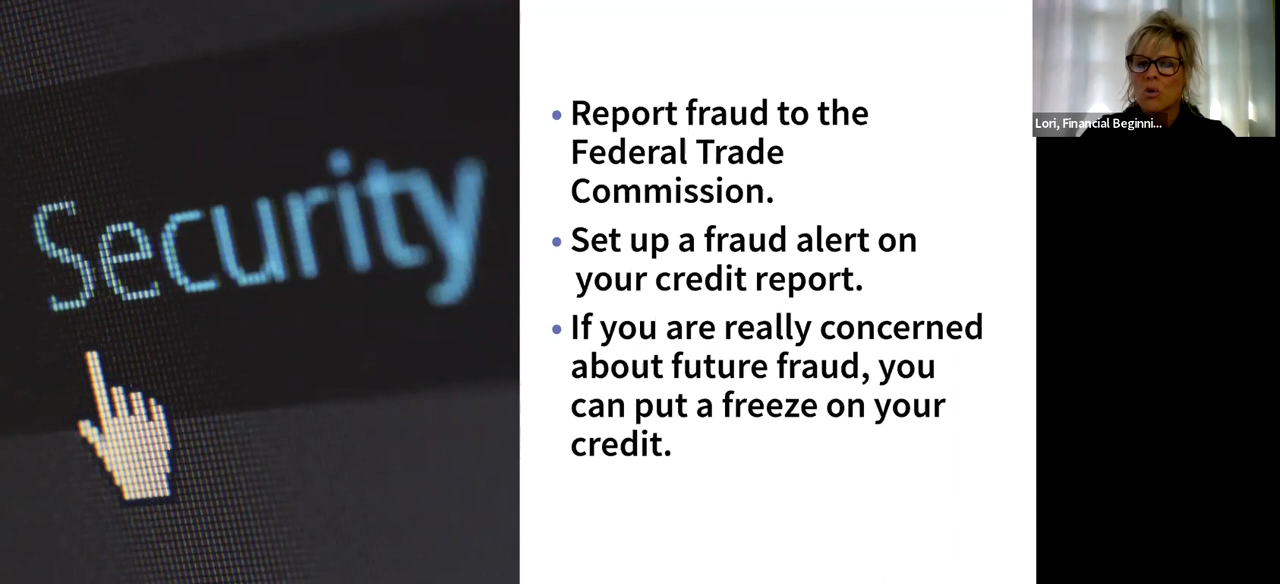 Security
• Report fraud to the
Federal Trade
Commission.
• Set up a fraud alert on
your credit report.
• If you are really concerned
about future fraud, you
can put a freeze on your
credit.
Lori, Financial Beginni...